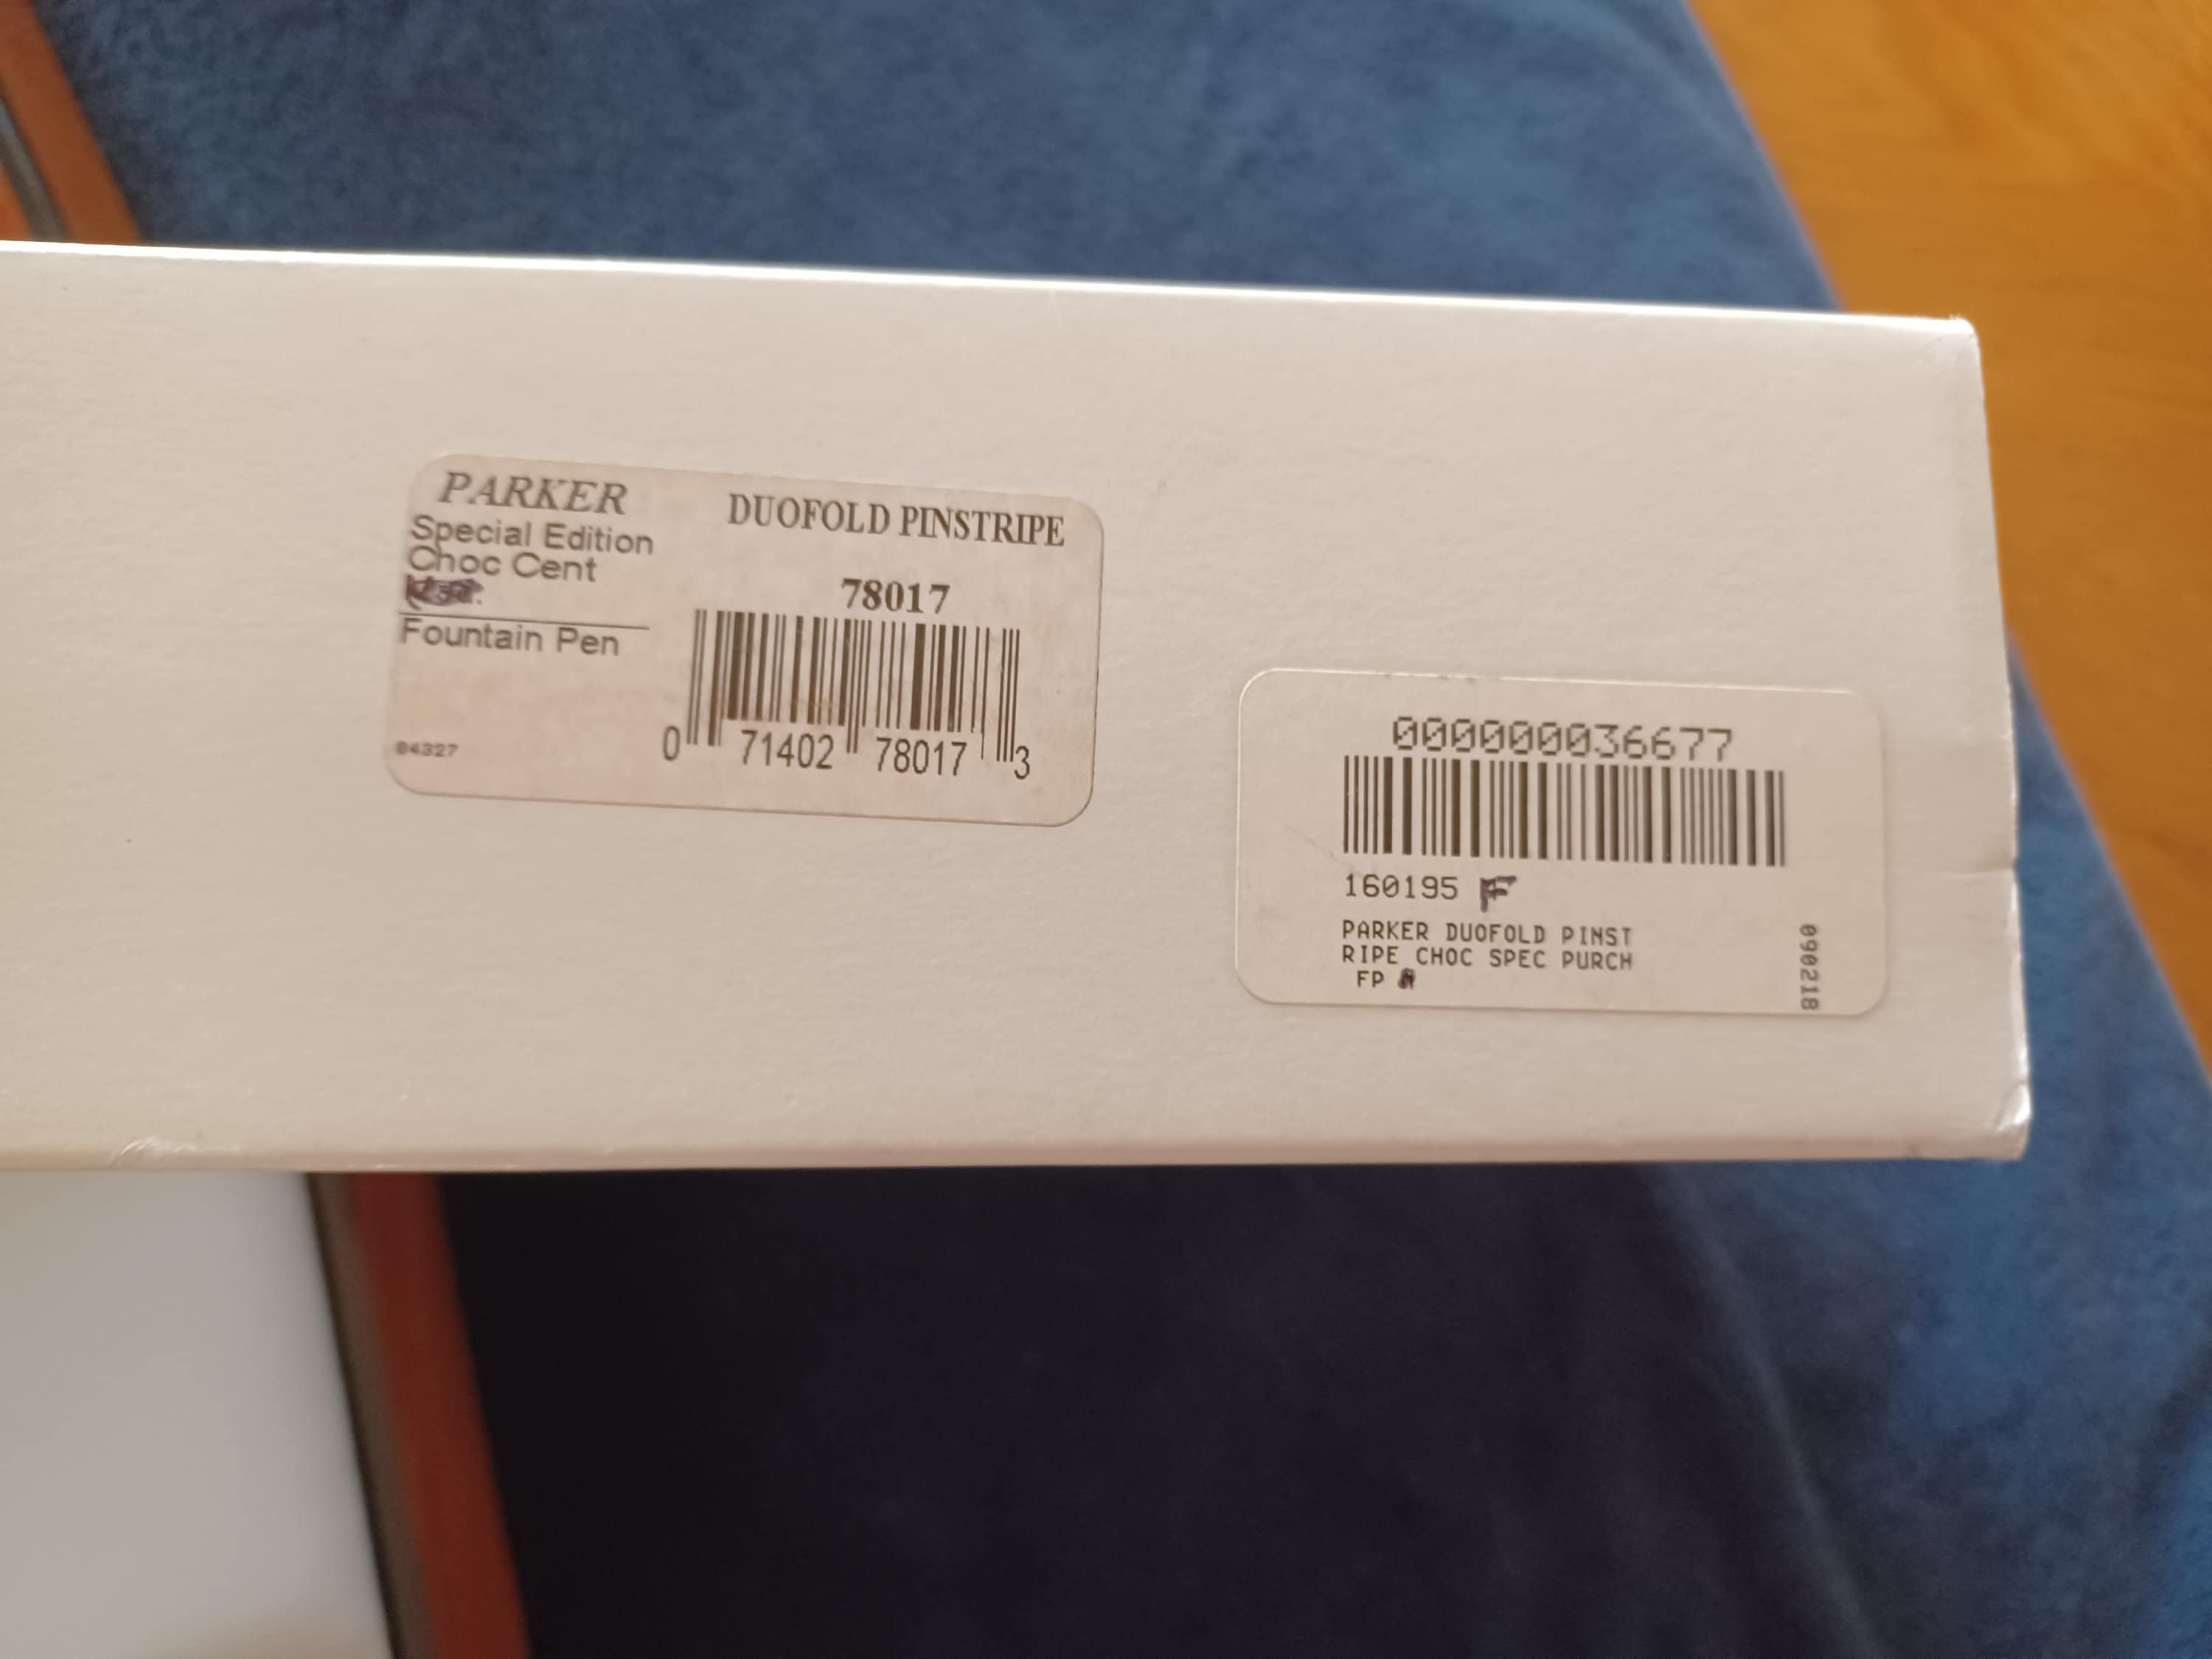 PARKER
Special Edition
Choc Cent
Fountain Pen
04327
DUOFOLD PINSTRIPE
78017
0 71402 78017 3
000000036677
160195 F
PARKER DUOFOLD PINST
RIPE CHOC SPEC PURCH
FP
090218